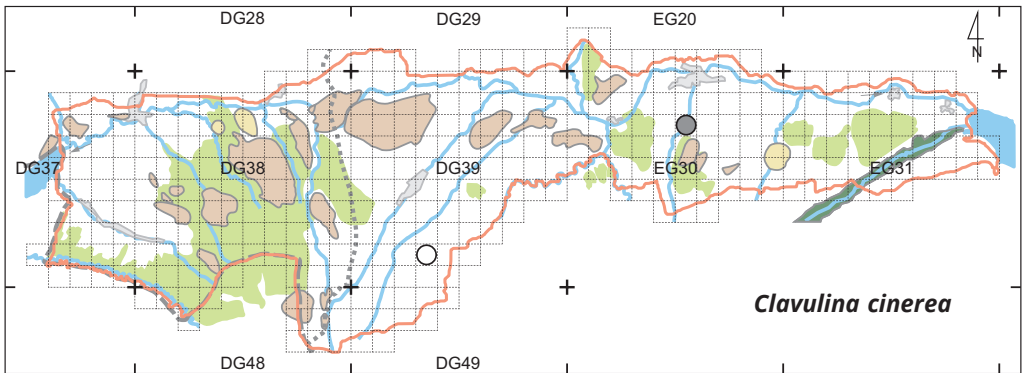 DG28 DG29 EG20
N
DG37 DG38 DG39 EG30 EG31
Clavulina cinerea
DG48 DG49